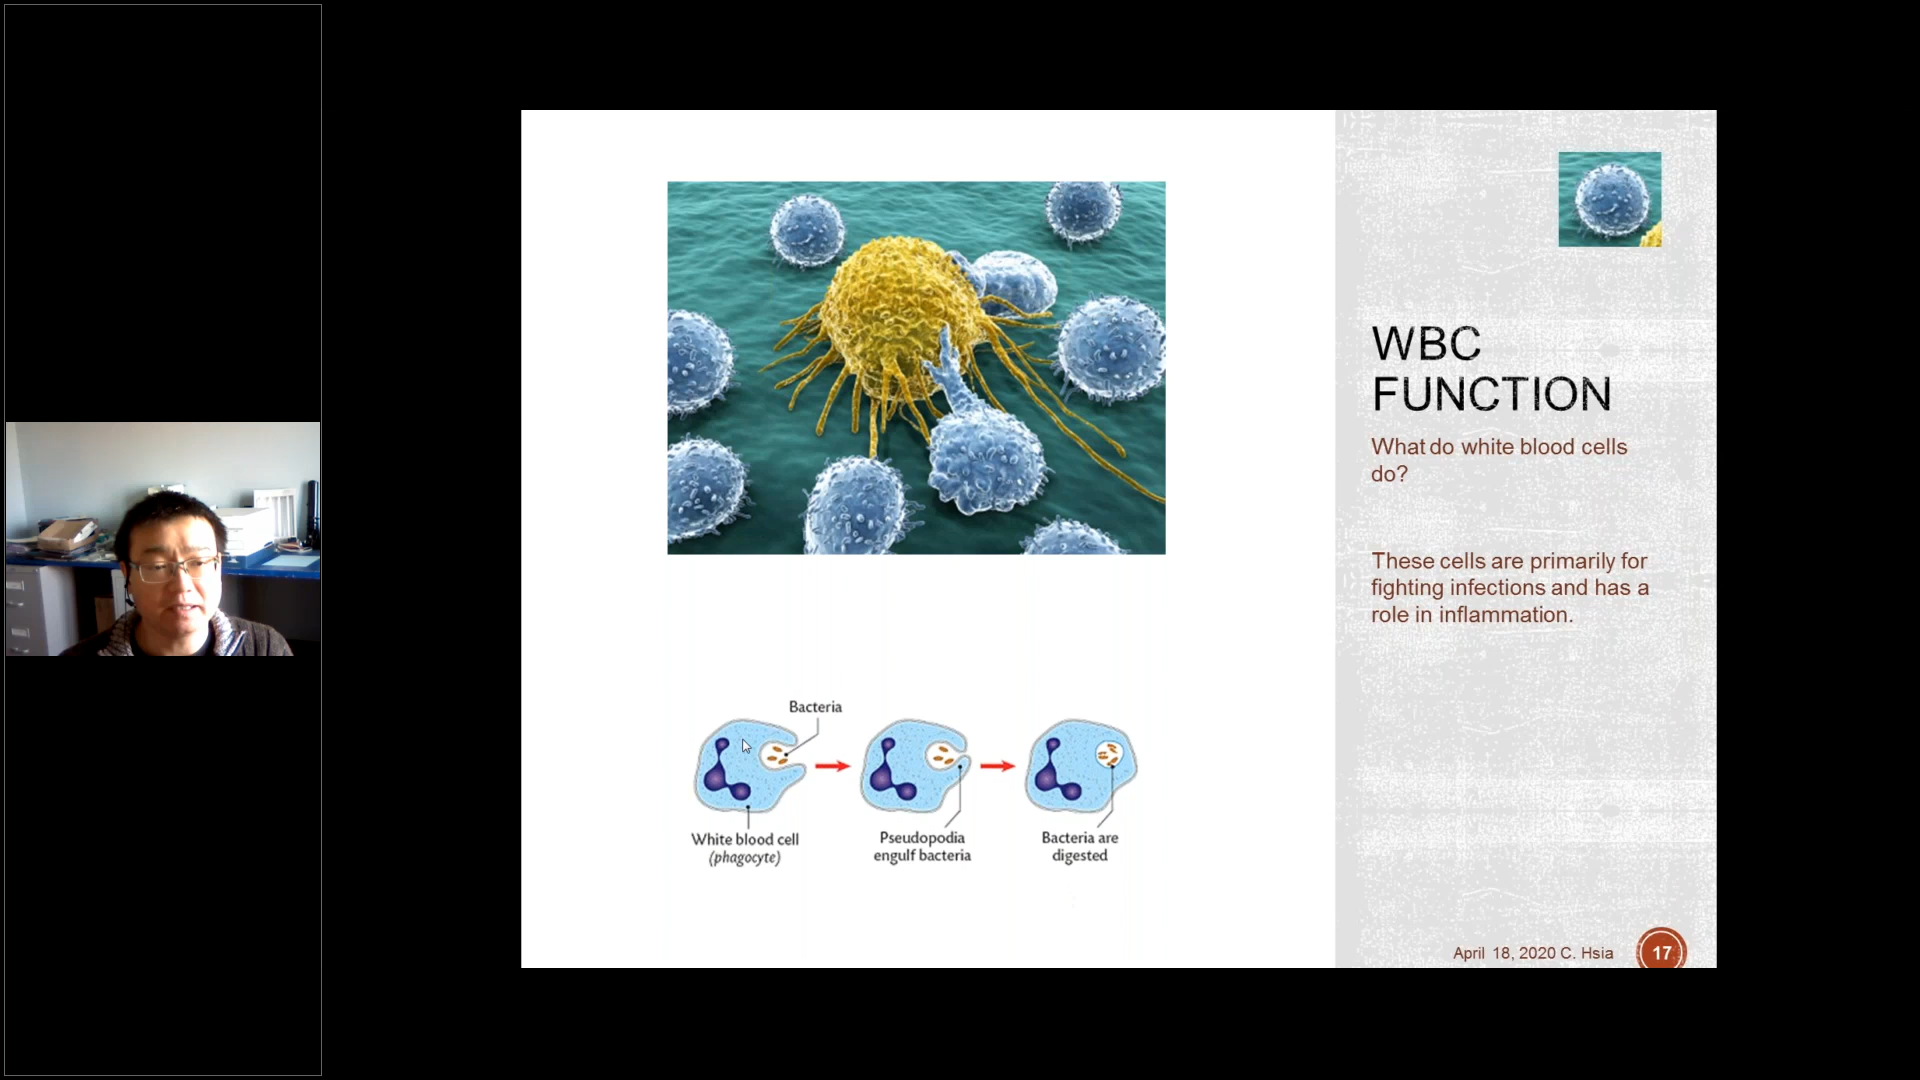 WBC
FUNCTION
What do white blood cells
do?
These cells are primarily for
fighting infections and has a
role in inflammation.
Bacteria
White blood cell
(phagocyte)
Pseudopodia
engulf bacteria
Bacteria are
digested
April 18, 2020 C. Hsia
17